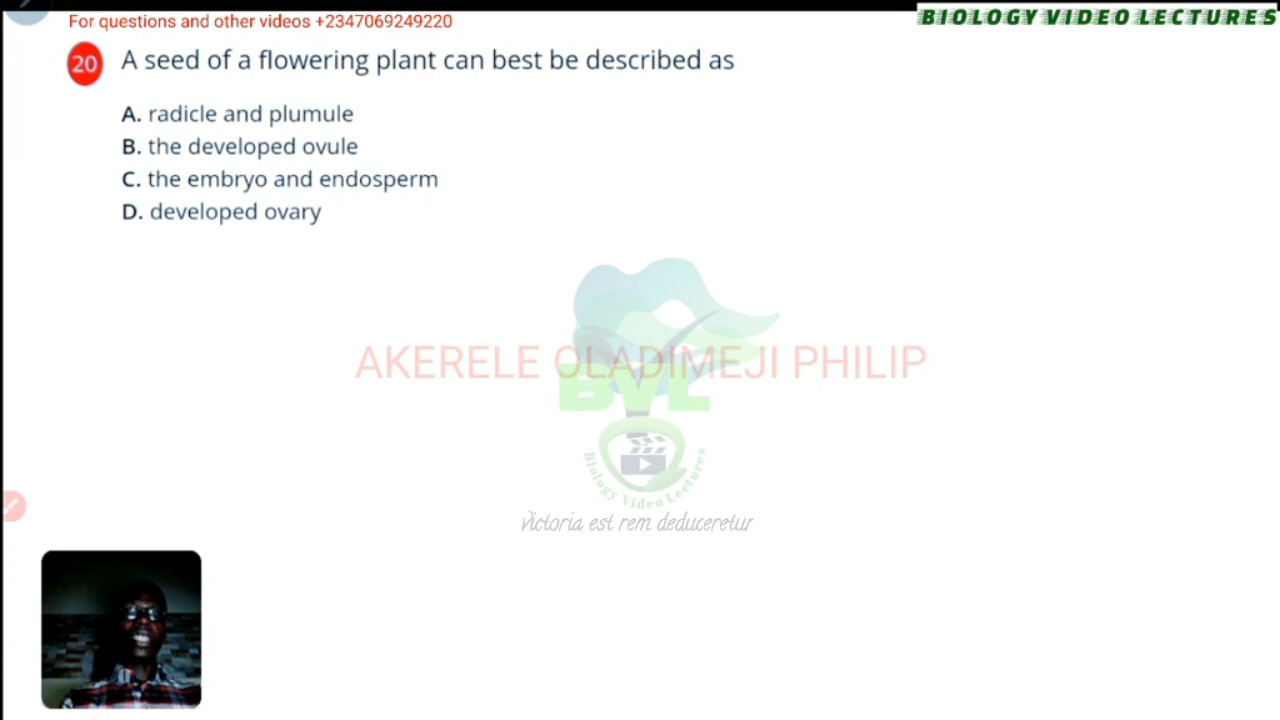 For questions and other videos +2347069249220
BIOLOGY VIDEO LECTURES
20 A seed of a flowering plant can best be described as
A. radicle and plumule
B. the developed ovule
C. the embryo and endosperm
D. developed ovary
AKERELE OLADIMEJI PHILIP
BVL
Biology Video Lectures
Victoria est rem deduceretur